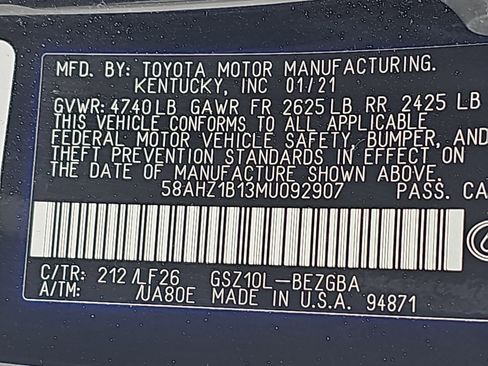 MFD. BY: TOYOTA MOTOR MANUFACTURING.
KENTUCKY, INC 01/21
GVWR: 4740LB GAWR FR 2625LB RR 2425 LB
THIS VEHICLE CONFORMS TO ALL APPLICABLE
FEDERAL MOTOR VEHICLE SAFETY, BUMPER, AND
THEFT PREVENTION STANDARDS IN EFFECT ON
THE DATE OF MANUFACTURE SHOWN ABOVE.
58AHZ1B13MU092907 PASS. CA
C/TR: 212/LF26 GSZ10L-BEZGBA
A/TM: /UA80E MADE IN U.S.A. 94871